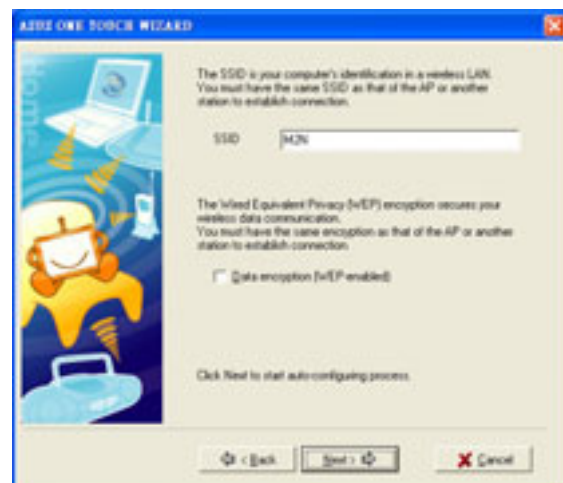 ASUS ONE TOUCH WIZARD
Home
The SSID is your computer's identification in a wireless LAN.
You must have the same SSID as that of the AP or another
station to establish connection.
SSID
M2N
The Wired Equivalent Privacy (WEP) encryption secures your
wireless data communication.
You must have the same encryption as that of the AP or another
station to establish connection.
Data encryption (WEP enabled)
Click Next to start auto-configuring process.
< Back
Next >
Cancel